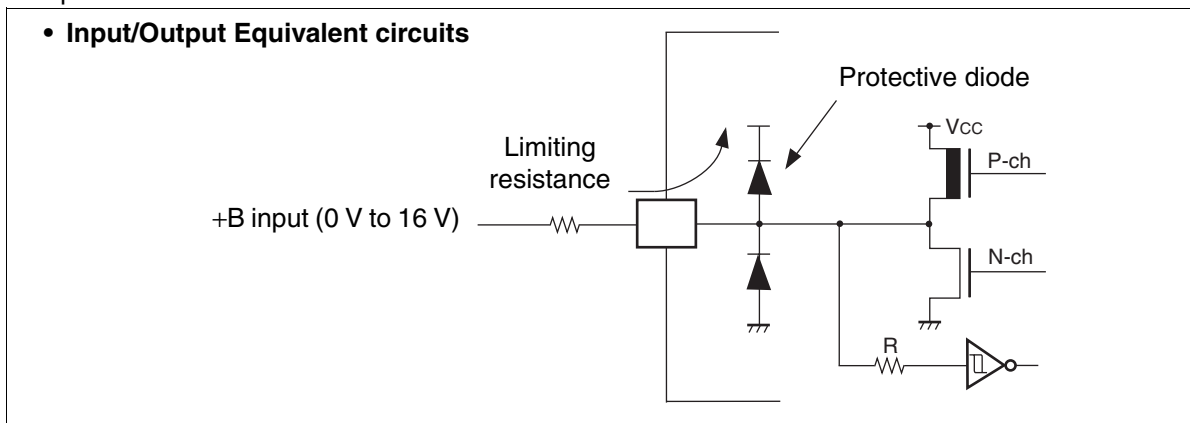 • Input/Output Equivalent circuits
Protective diode
Limiting
resistance
VCC
P-ch
+B input (0 V to 16 V)
N-ch
R